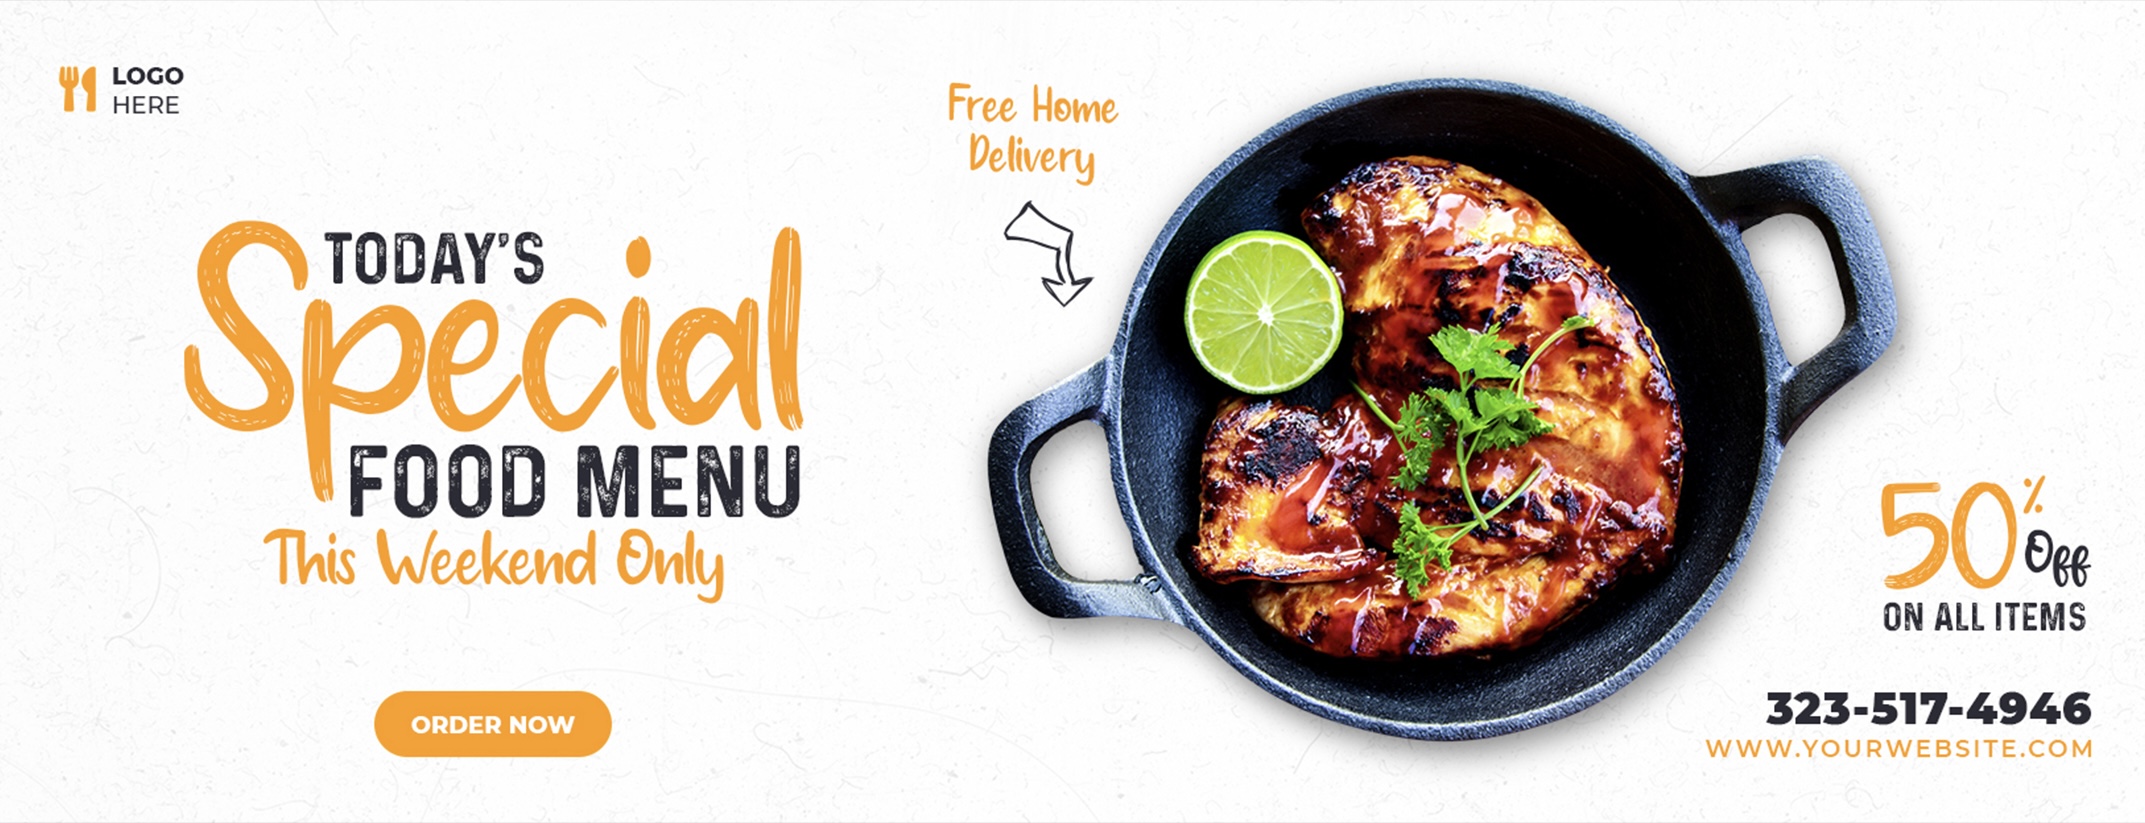 LOGO
HERE
TODAY'S
Special
FOOD MENU
This Weekend Only
ORDER NOW
Free Home
Delivery
50%
Off
ON ALL ITEMS
323-517-4946
WWW.YOURWEBSITE.COM